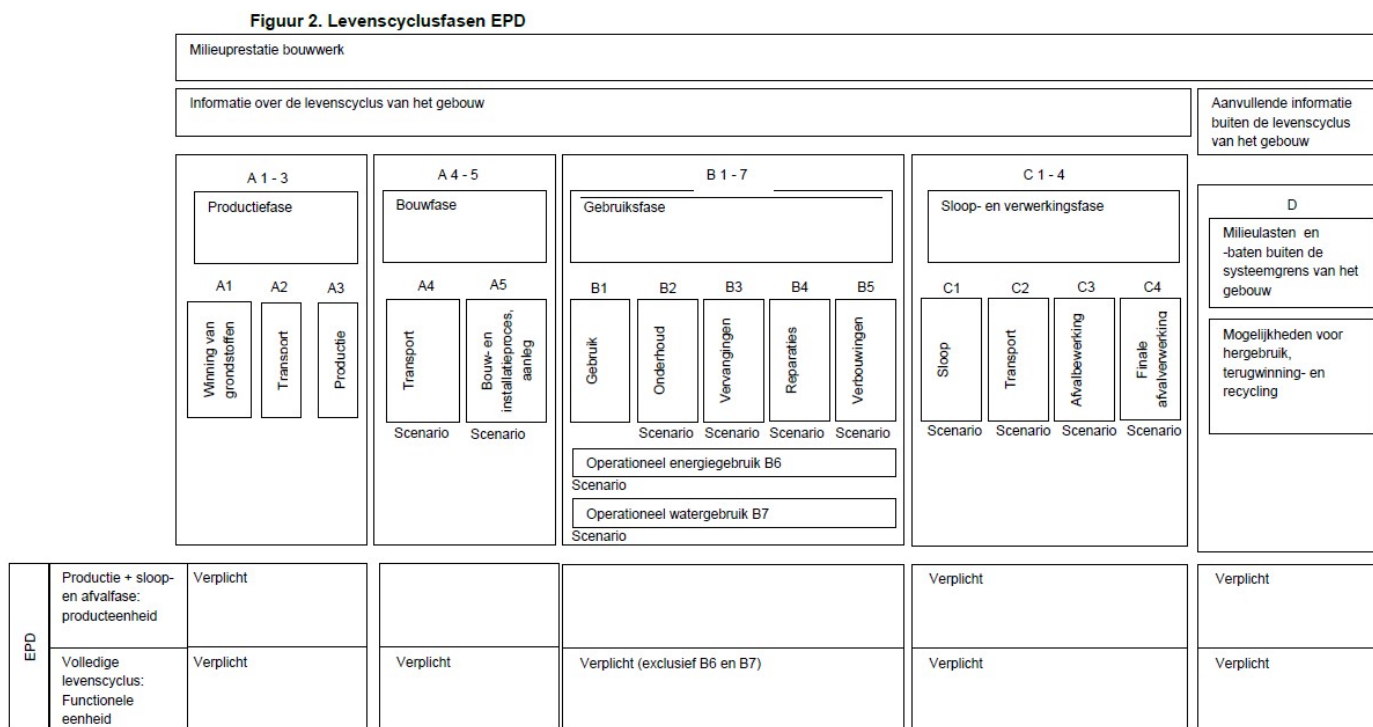 Figuur 2. Levenscyclusfasen EPD
Milieuprestatie bouwwerk
Informatie over de levenscyclus van het gebouw
Aanvullende informatie
buiten de levenscyclus
van het gebouw
A 1 - 3
Productiefase
A1
A2
A3
Winning van
grondstoffen
Transport
Productie
A 4 - 5
Bouwfase
A4
A5
Transport
Bouw- en
installatieproces,
aanleg
Scenario
Scenario
B 1 - 7
Gebruiksfase
B1
B2
B3
B4
B5
Gebruik
Onderhoud
Vervangingen
Reparaties
Verbouwingen
Scenario
Scenario
Scenario
Scenario
Operationeel energiegebruik B6
Scenario
Operationeel watergebruik B7
Scenario
C 1 - 4
Sloop- en verwerkingsfase
C1
C2
C3
C4
Sloop
Transport
Afvalbewerking
Finale
afvalverwerking
Scenario
Scenario
Scenario
Scenario
D
Milieulasten en
-baten buiten de
systeemgrens van het
gebouw
Mogelijkheden voor
hergebruik,
terugwinning- en
recycling
EPD
Productie + sloop-
en afvalfase:
producteenheid
Verplicht
Verplicht
Verplicht
Volledige
levenscyclus:
Functionele
eenheid
Verplicht
Verplicht
Verplicht (exclusief B6 en B7)
Verplicht
Verplicht